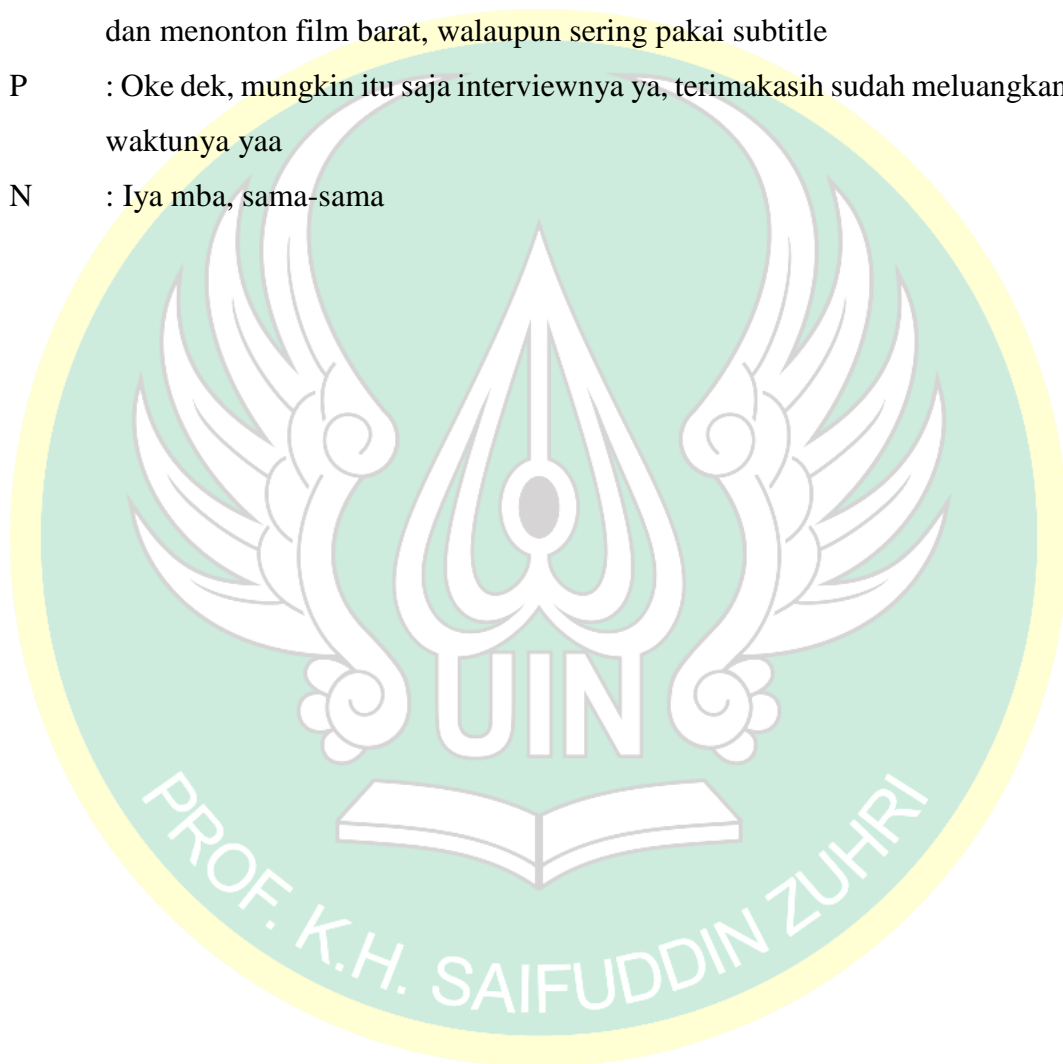 dan menonton film barat, walaupun sering pakai subtitle
P : Oke dek, mungkin itu saja interviewnya ya, terimakasih sudah meluangkan
waktunya yaa
N : Iya mba, sama-sama
UIN
PROF. K.H. SAIFUDDIN ZUHRI